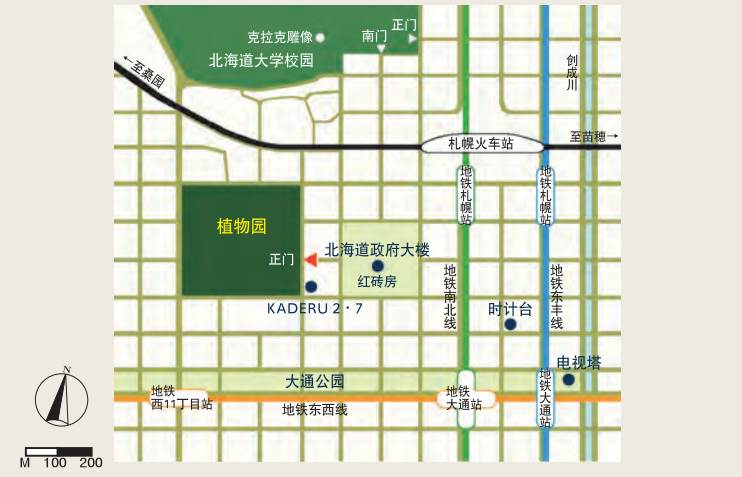 正门
克拉克雕像
南门
北海道大学校园
←至桑园
创成川
至苗穗→
札幌火车站
地铁札幌站
地铁札幌站
植物园
正门
北海道政府大楼
红砖房
KADERU 2・7
地铁南北线
地铁东丰线
时计台
电视塔
大通公园
地铁
西11丁目站
地铁东西线
地铁
大通站
地铁大通站
N
M 100 200